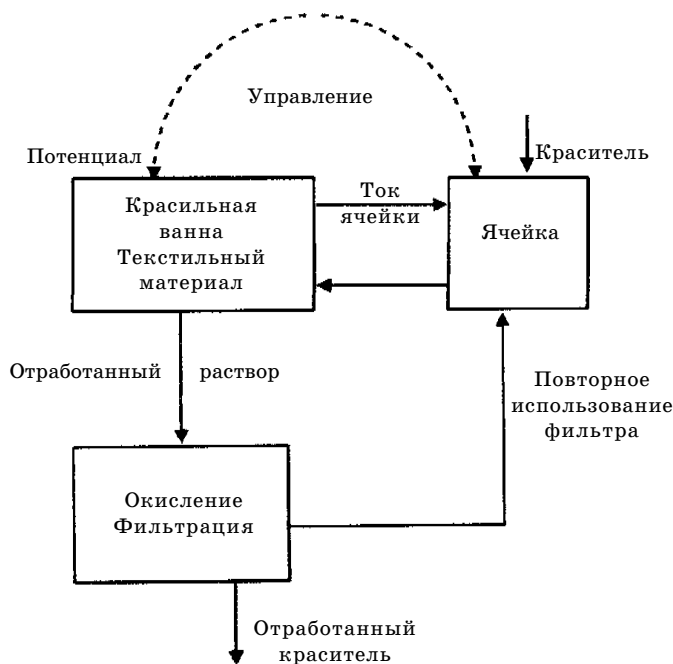 Управление
Потенциал
Краситель
Красильная
ванна
Текстильный
материал
Ток
ячейки
Ячейка
Отработанный раствор
Повторное
использование
фильтра
Окисление
Фильтрация
Отработанный
краситель